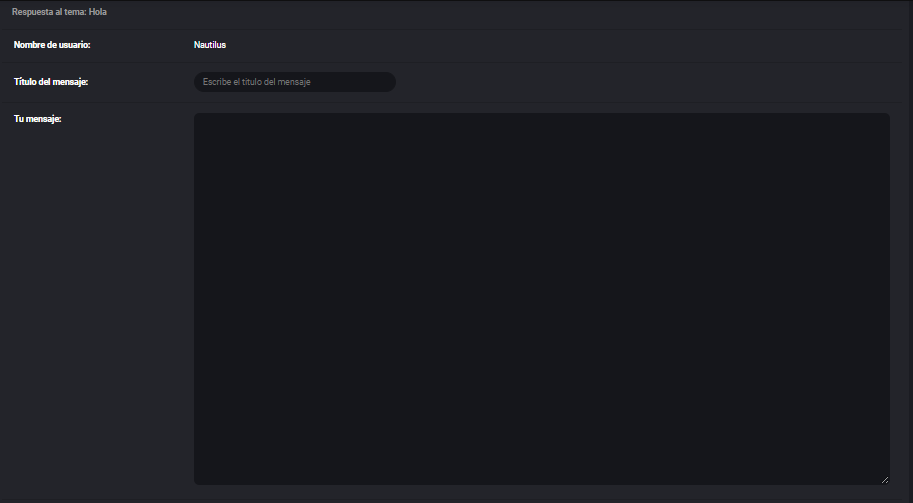 Respuesta al tema: Hola
Nombre de usuario: Nautilus
Título del mensaje: Escribe el título del mensaje
Tu mensaje: